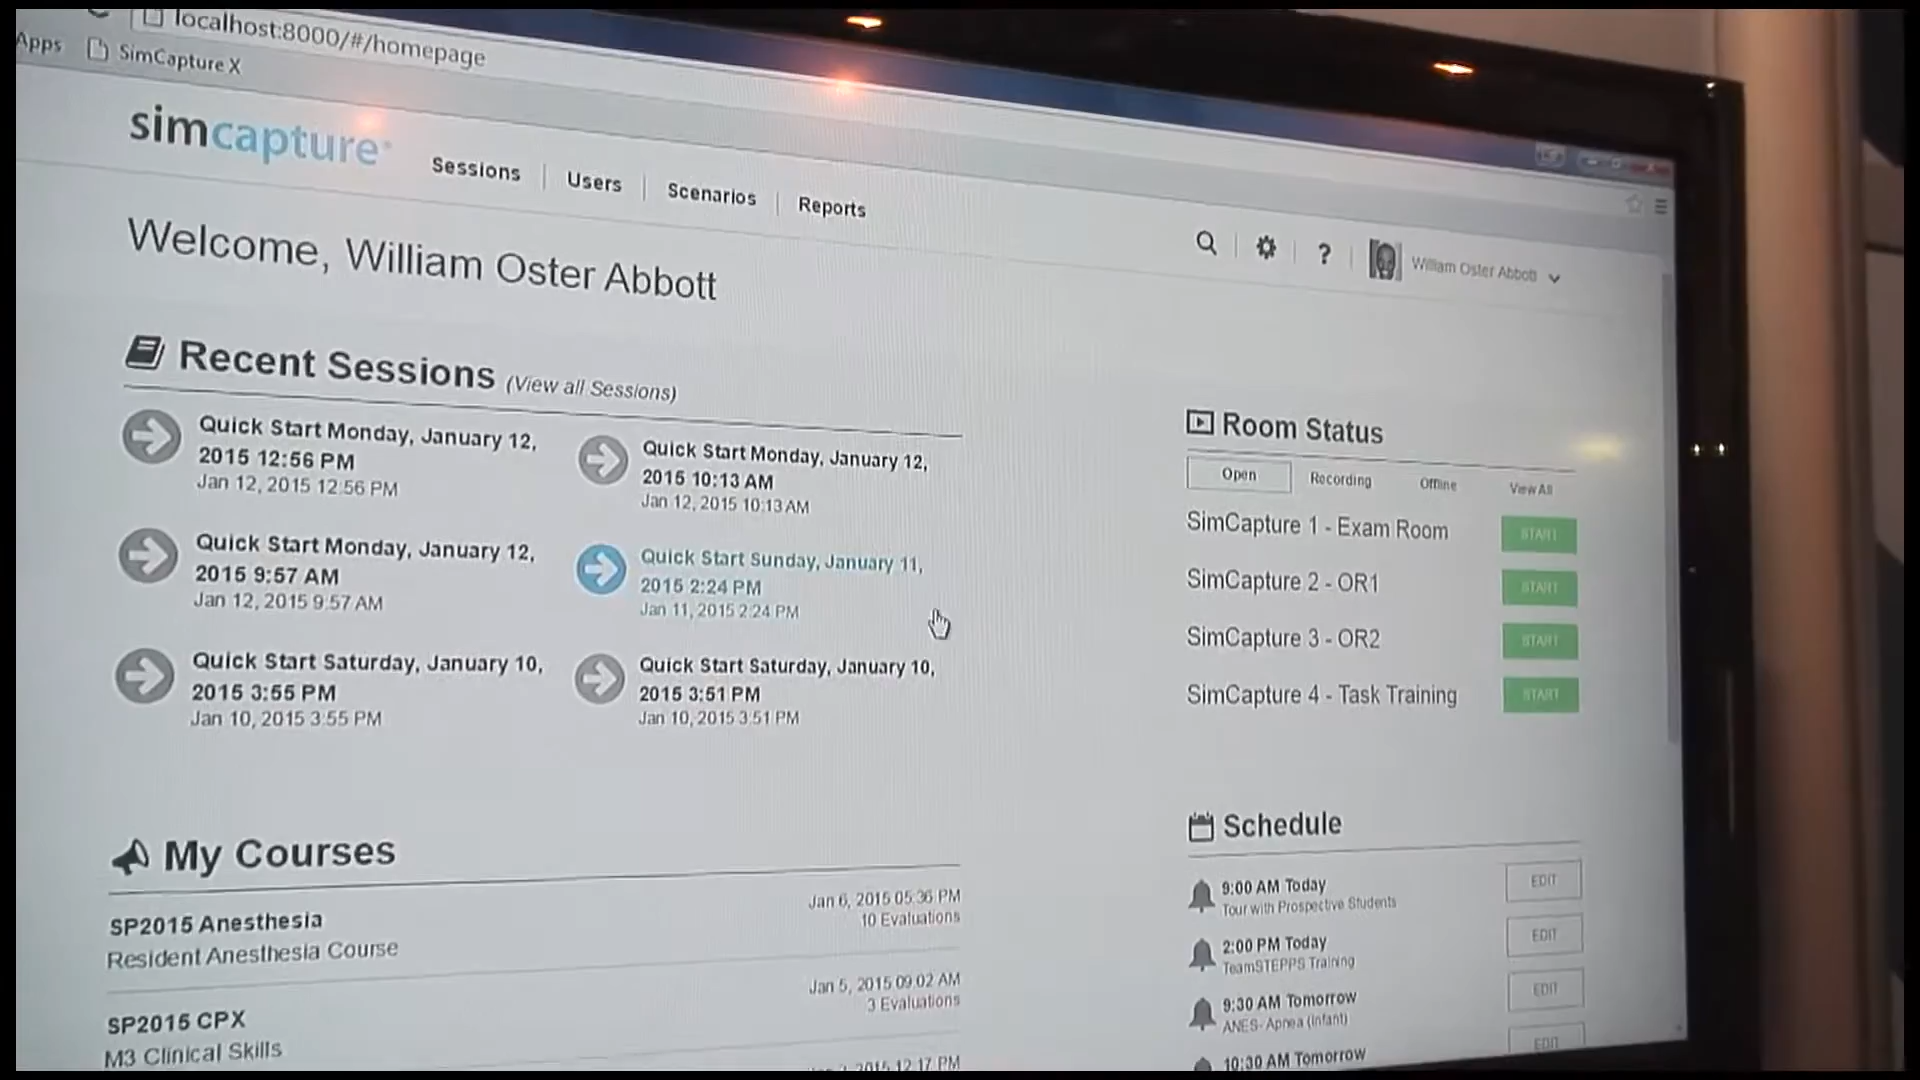 localhost:8000/#/homepage
Apps
SimCapture X
simcapture
Sessions
Users
Scenarios
Reports
?
William Oster Abbott
Welcome, William Oster Abbott
Recent Sessions (View all Sessions)
Quick Start Monday, January 12,
2015 12:56 PM
Jan 12, 2015 12:56 PM
Quick Start Monday, January 12,
2015 10:13 AM
Jan 12, 2015 10:13 AM
Quick Start Monday, January 12,
2015 9:57 AM
Jan 12, 2015 9:57 AM
Quick Start Sunday, January 11,
2015 2:24 PM
Jan 11, 2015 2:24 PM
Quick Start Saturday, January 10,
2015 3:55 PM
Jan 10, 2015 3:55 PM
Quick Start Saturday, January 10,
2015 3:51 PM
Jan 10, 2015 3:51 PM
Room Status
Open
Recording
Offline
View All
SimCapture 1 - Exam Room
START
SimCapture 2 - OR1
START
SimCapture 3 - OR2
START
SimCapture 4 - Task Training
START
My Courses
SP2015 Anesthesia
Resident Anesthesia Course
Jan 6, 2015 05:36 PM
10 Evaluations
SP2015 CPX
M3 Clinical Skills
Jan 5, 2015 09:02 AM
3 Evaluations
2015 12:17 PM
Schedule
9:00 AM Today
Tour with Prospective Students
EDIT
2:00 PM Today
TeamSTEPPS Training
EDIT
9:30 AM Tomorrow
ANES- Apnea (Infant)
EDIT
10:30 AM Tomorrow
EDIT